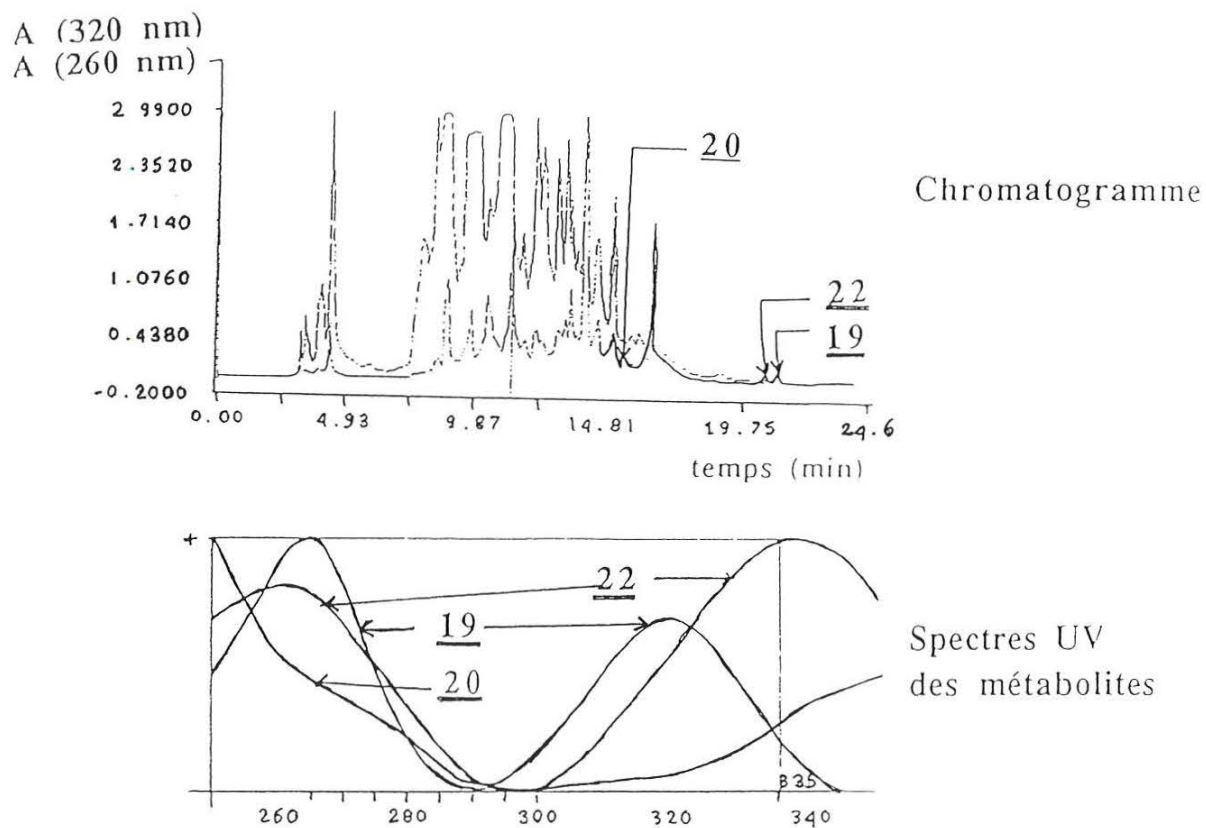 A (320 nm)
A (260 nm)
2.9900
2.3520
1.7140
1.0760
0.4380
-0.2000
20
Chromatogramme
22
19
0.00 4.93 9.87 14.81 19.75 24.6
temps (min)
+
22
19
20
Spectres UV
des métabolites
335
260 280 300 320 340